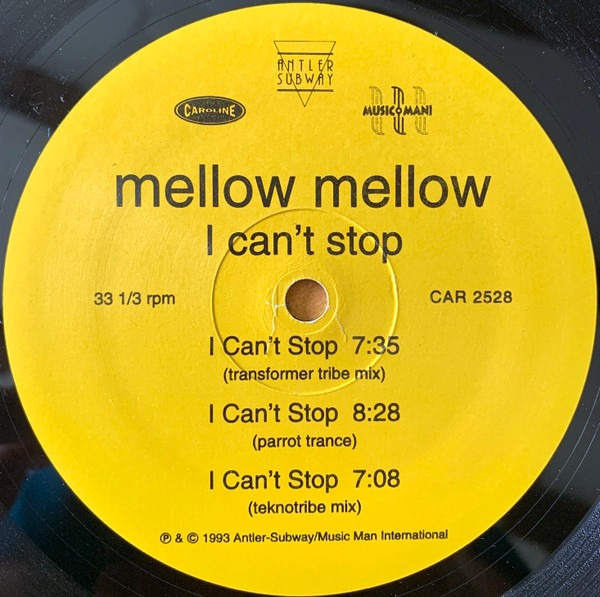 ANTLER
SUBWAY
CAROLINE
MUSIC MAN I
mellow mellow
I can't stop
33 1/3 rpm
CAR 2528
I Can't Stop 7:35
(transformer tribe mix)
I Can't Stop 8:28
(parrot trance)
I Can't Stop 7:08
(teknotribe mix)
℗ & © 1993 Antler-Subway/Music Man International